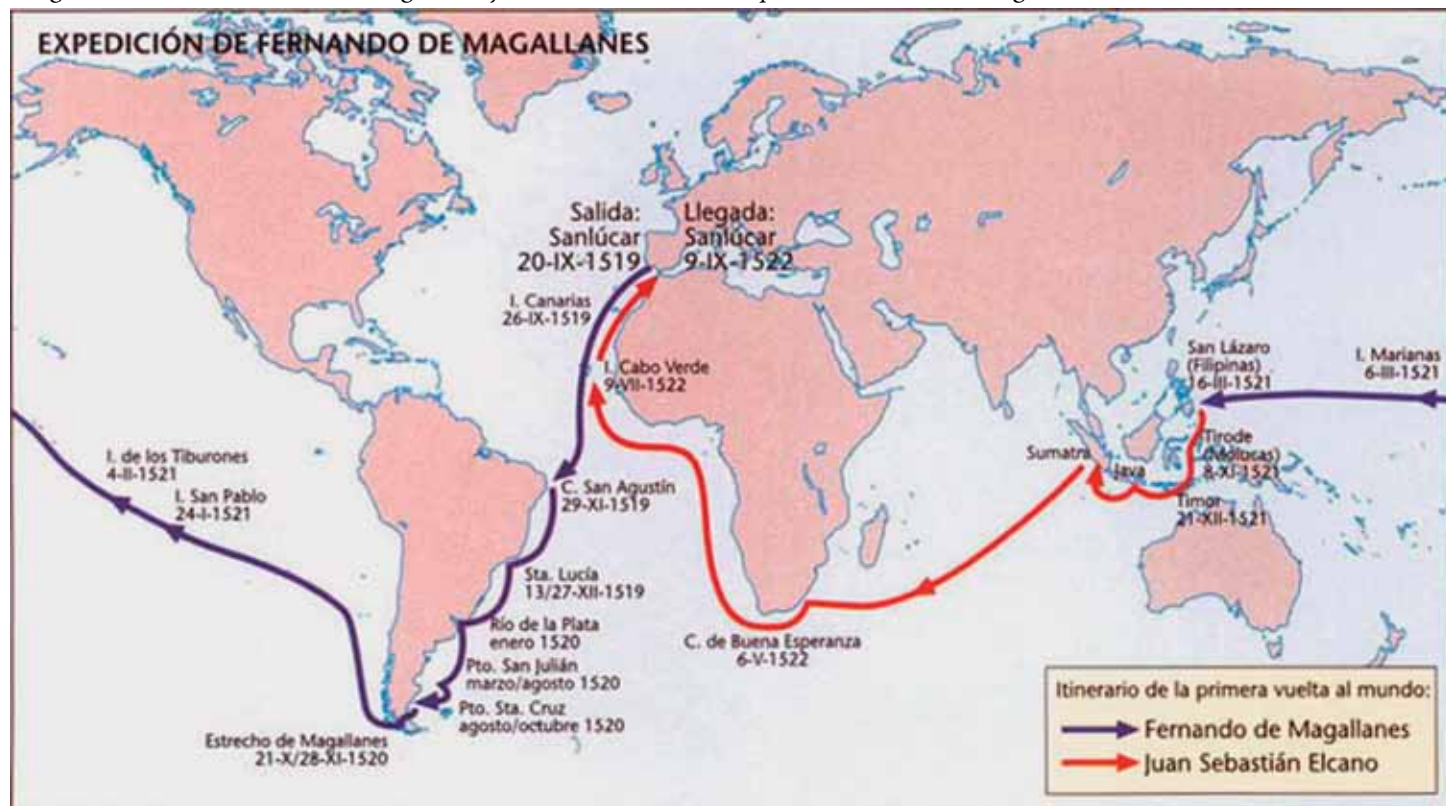 EXPEDICIÓN DE FERNANDO DE MAGALLANES
Salida:
Sanlúcar
20-IX-1519
Llegada:
Sanlúcar
9-IX-1522
I. Canarias
26-IX-1519
I. Cabo Verde
9-VII-1522
San Lázaro
(Filipinas)
16-III-1521
I. Marianas
6-III-1521
I. de los Tiburones
4-II-1521
I. San Pablo
24-I-1521
C. San Agustín
29-XI-1519
Sumatra
Java
Tirode
(Molucas)
8-XI-1521
Timor
21-XII-1521
Sta. Lucía
13/27-XII-1519
Río de la Plata
enero 1520
Pto. San Julián
marzo/agosto 1520
Pto. Sta. Cruz
agosto/octubre 1520
Estrecho de Magallanes
21-X/28-XI-1520
C. de Buena Esperanza
6-V-1522
Itinerario de la primera vuelta al mundo:
Fernando de Magallanes
Juan Sebastián Elcano